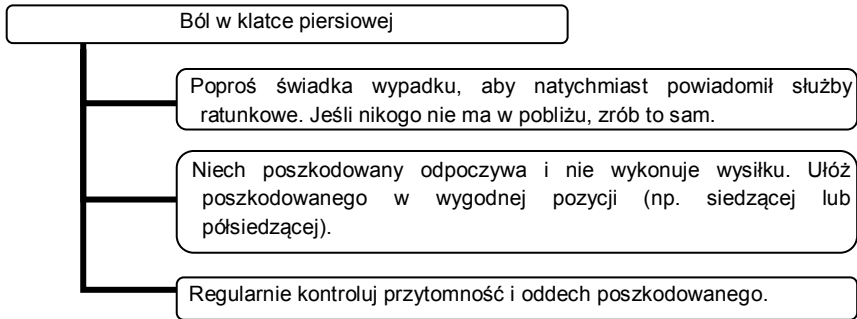 Ból w klatce piersiowej
Poproś świadka wypadku, aby natychmiast powiadomił służby
ratunkowe. Jeśli nikogo nie ma w pobliżu, zrób to sam.
Niech poszkodowany odpoczywa i nie wykonuje wysiłku. Ułóż
poszkodowanego w wygodnej pozycji (np. siedzącej lub
półsiedzącej).
Regularnie kontroluj przytomność i oddech poszkodowanego.